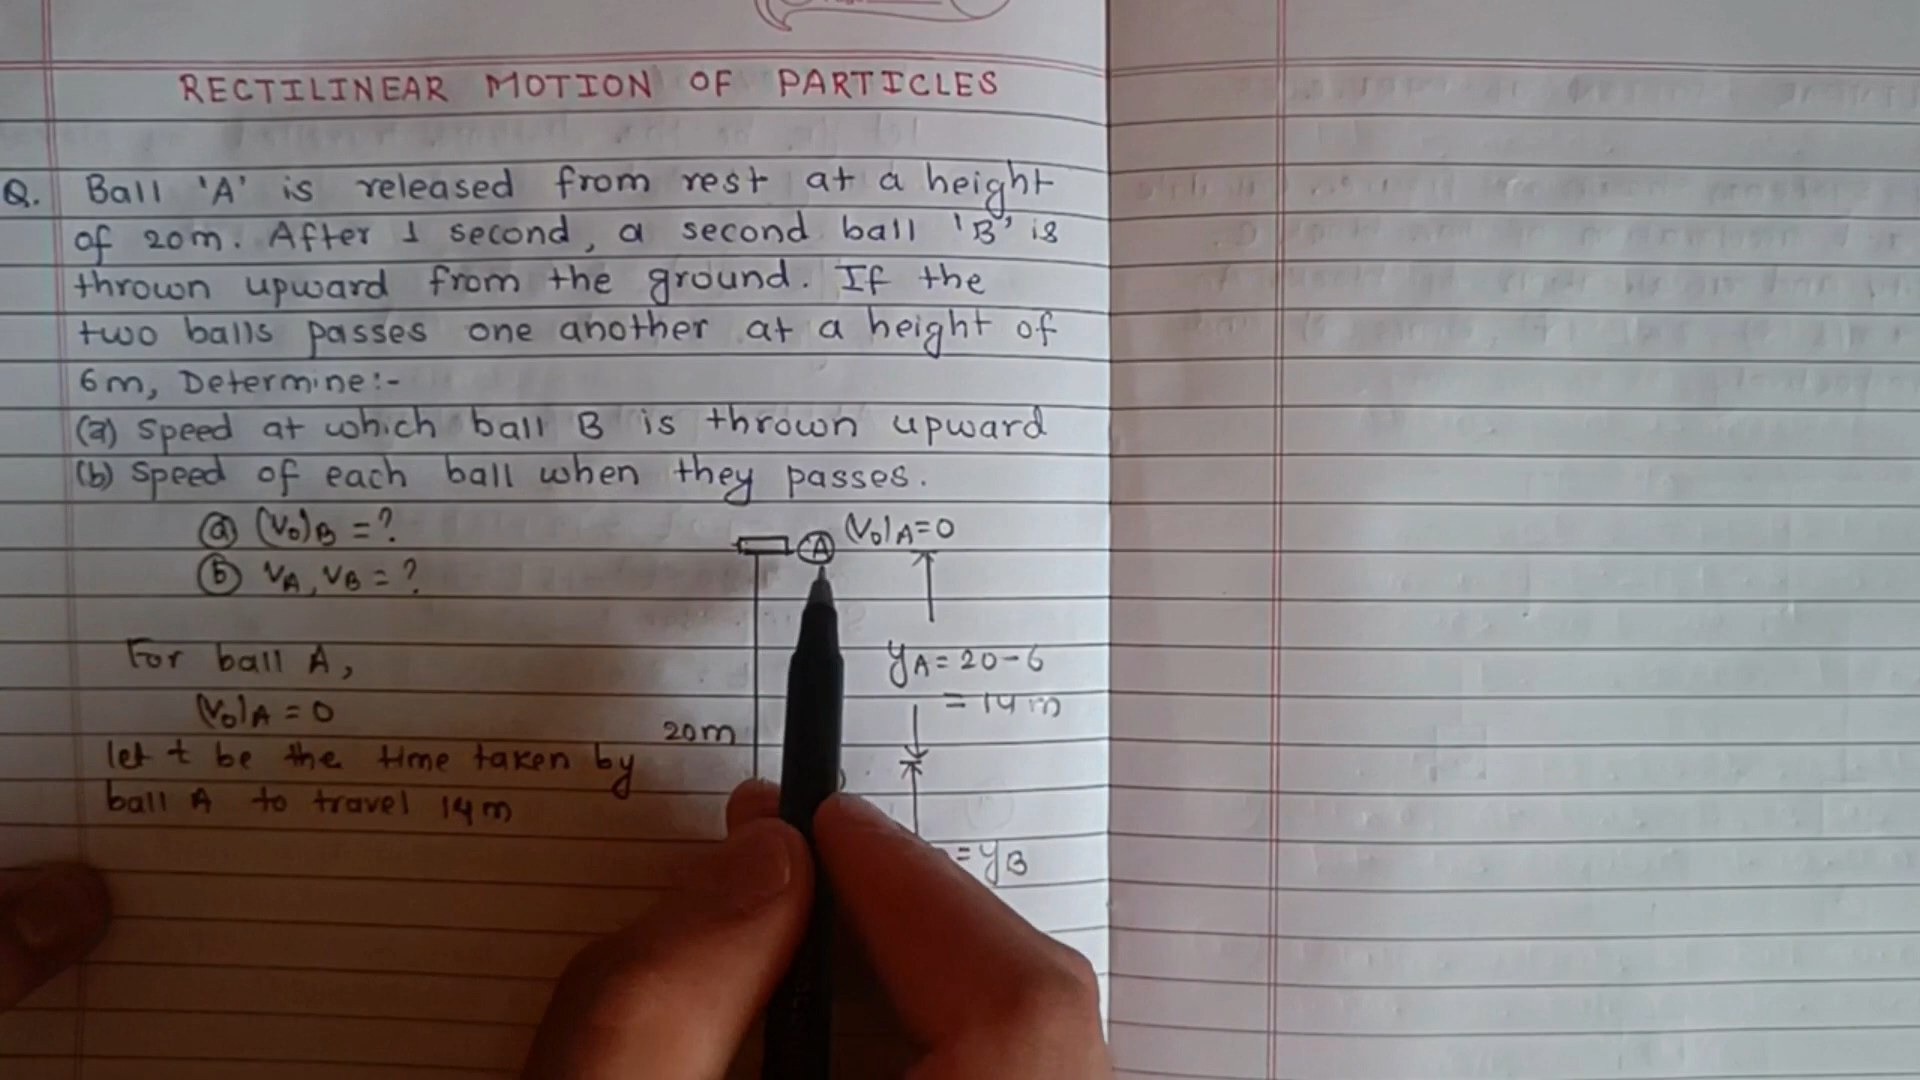 RECTILINEAR MOTION OF PARTICLES
Q. Ball 'A' is released from rest at a height
of 20m. After 1 second, a second ball 'B' is
thrown upward from the ground. If the
two balls passes one another at a height of
6m, Determine:-
(a) Speed at which ball B is thrown upward
(b) Speed of each ball when they passes.
(a) (V₀)B = ?
(b) VA, VB = ?
A (V₀)A = 0
For ball A,
(V₀)A = 0
let t be the time taken by
ball A to travel 14m
20m
yA = 20-6
= 14m
= yB